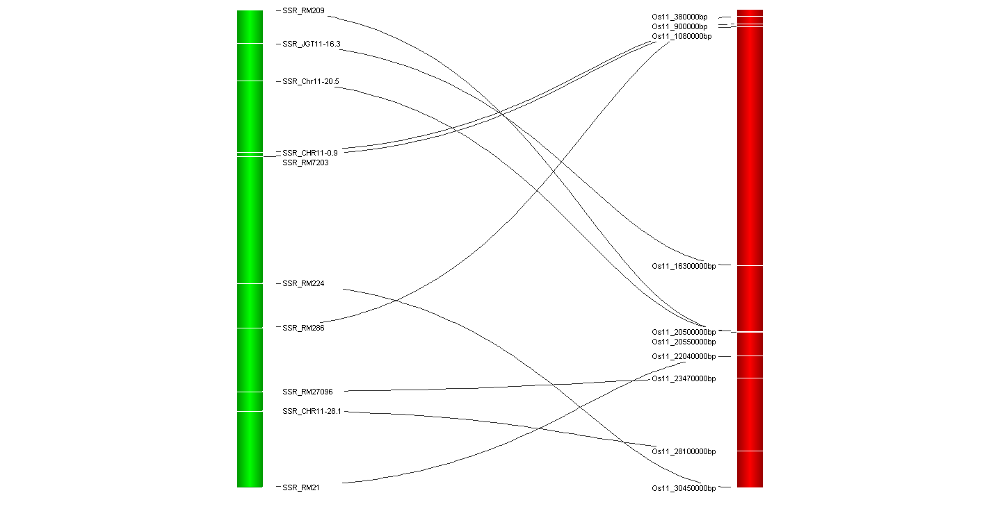 SSR_RM209
SSR_JGT11-16.3
SSR_Chr11-20.5
SSR_CHR11-0.9
SSR_RM7203
SSR_RM224
SSR_RM286
SSR_RM27096
SSR_CHR11-28.1
SSR_RM21
Os11_380000bp
Os11_900000bp
Os11_1080000bp
Os11_16300000bp
Os11_20500000bp
Os11_20550000bp
Os11_22040000bp
Os11_23470000bp
Os11_28100000bp
Os11_30450000bp